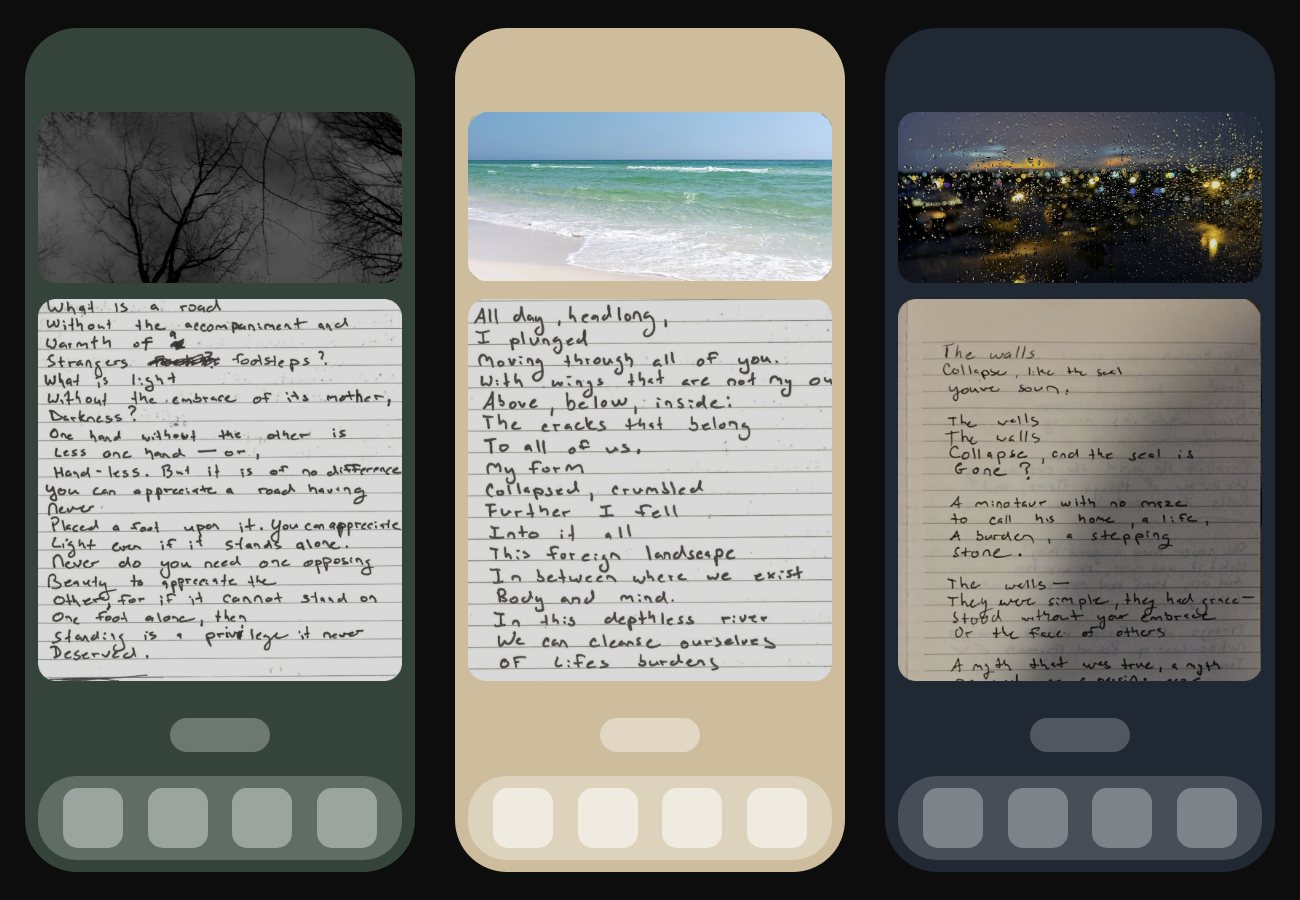 What is a road
Without the accompaniment and
Warmth of a
Strangers footsteps?
What is light
Without the embrace of its mother,
Darkness?
One hand without the other is
Less one hand — or,
Hand-less. But it is of no difference
You can appreciate a road having
Never
Placed a foot upon it. You can appreciate
Light even if it stands alone.
Never do you need one opposing
Beauty to appreciate the
Other, for if it cannot stand on
One foot alone, then
Standing is a privilege it never
Deserved.
All day, headlong,
I plunged
Moving through all of you.
With wings that are not my ow
Above, below, inside:
The cracks that belong
To all of us.
My form
Collapsed, crumbled
Further I fell
Into it all
This foreign landscape
In between where we exist
Body and mind.
In this depthless river
We can cleanse ourselves
Of Lifes burdens
The walls
Collapse, like the seal
youve sewn.
The walls
The walls
Collapse, and the seal is
Gone?
A minotaur with no maze
to call his home, a life,
A burden, a stepping
stone.
The walls —
They were simple, they had grace —
Stood without your embrace
Or the face of others
A myth that was true, a myth